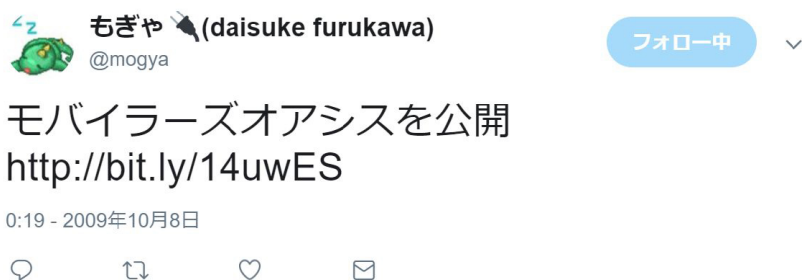 もぎゃ 🔌(daisuke furukawa)
@mogya
フォロー中
モバイラーズオアシスを公開
http://bit.ly/14uwES
0:19 - 2009年10月8日